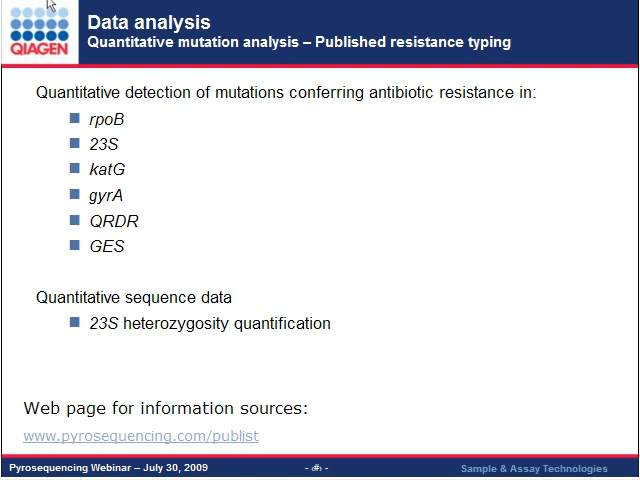 QIAGEN
Data analysis
Quantitative mutation analysis – Published resistance typing
Quantitative detection of mutations conferring antibiotic resistance in:
rpoB
23S
katG
gyrA
QRDR
GES
Quantitative sequence data
23S heterozygosity quantification
Web page for information sources:
www.pyrosequencing.com/publist
Pyrosequencing Webinar – July 30, 2009
- ‹#› -
Sample & Assay Technologies